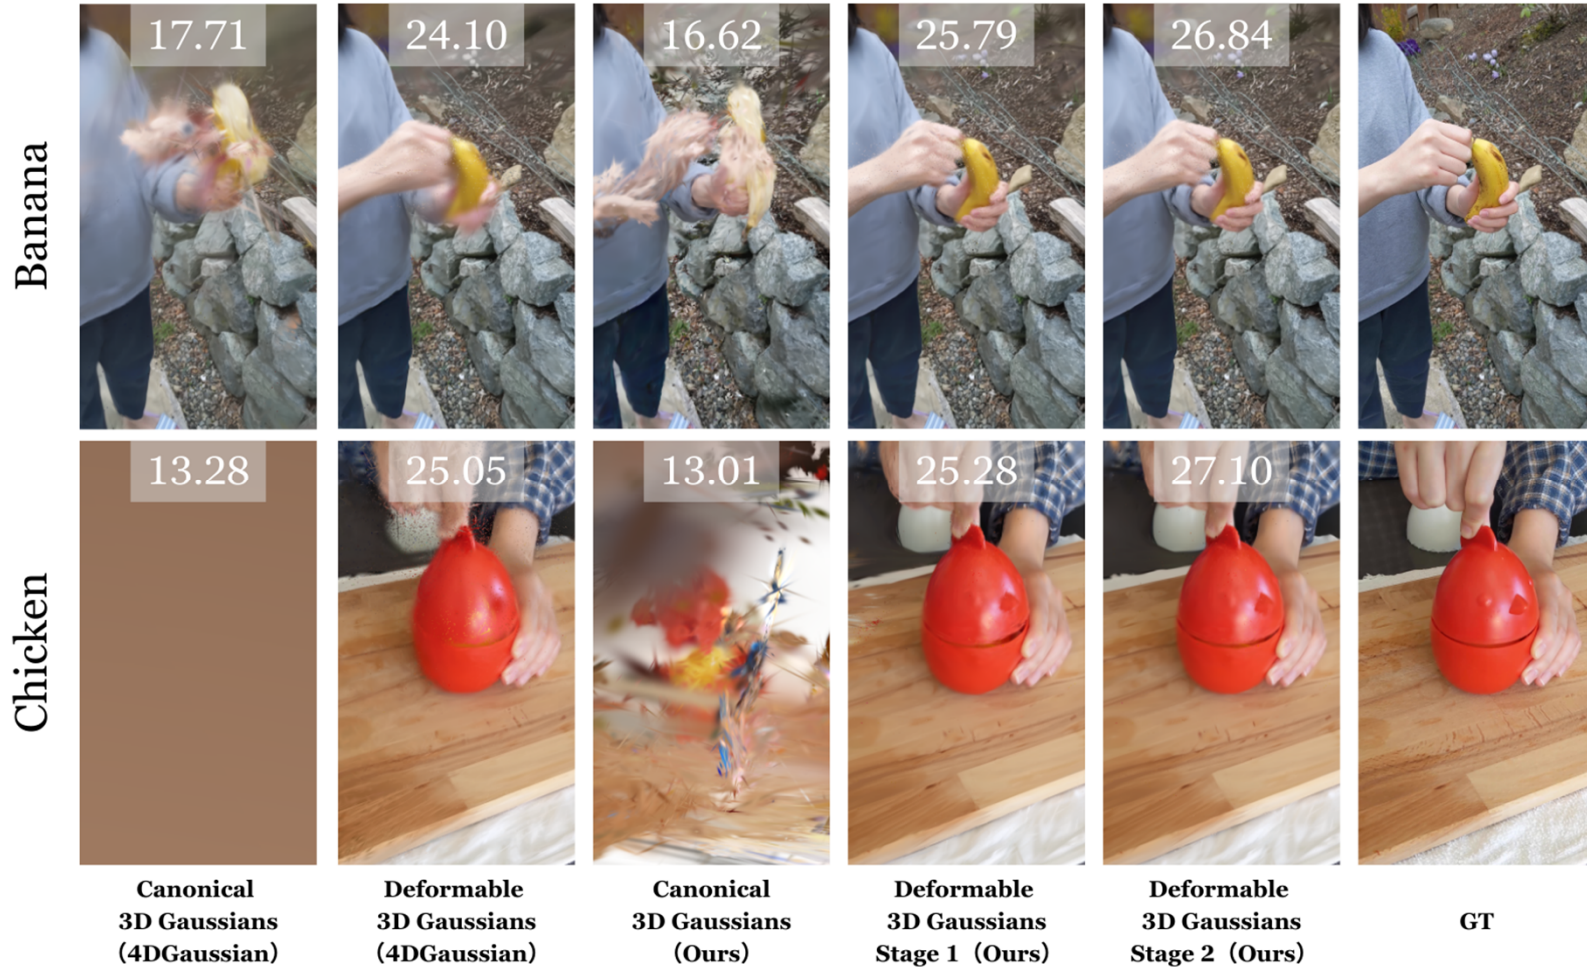 Banana
17.71
24.10
16.62
25.79
26.84
Chicken
13.28
25.05
13.01
25.28
27.10
Canonical
3D Gaussians
(4DGaussian)
Deformable
3D Gaussians
(4DGaussian)
Canonical
3D Gaussians
(Ours)
Deformable
3D Gaussians
Stage 1 (Ours)
Deformable
3D Gaussians
Stage 2 (Ours)
GT